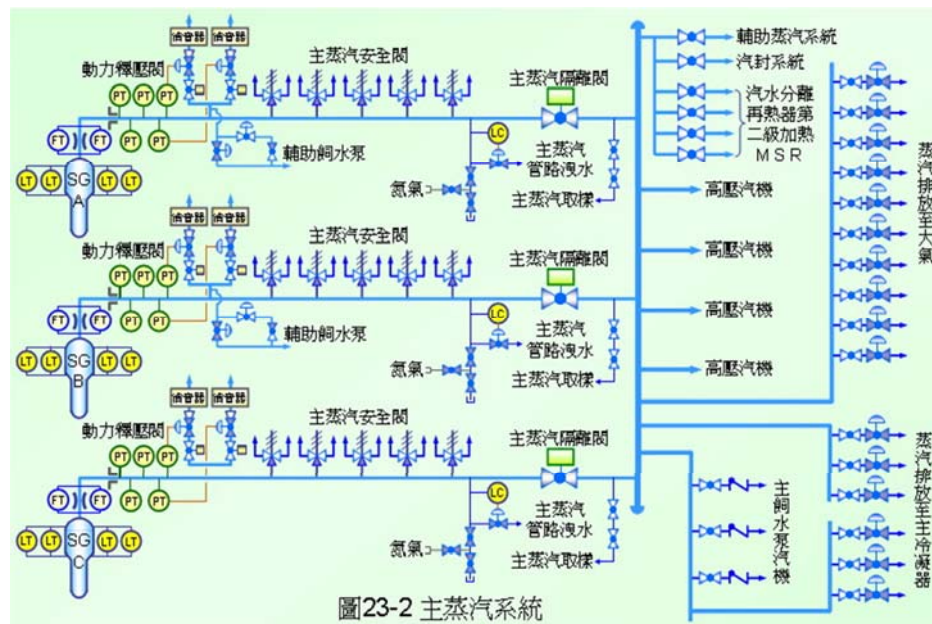 消音器 消音器
動力釋壓閥
主蒸汽安全閥
主蒸汽隔離閥
PT PT PT
PT PT
FT FT
LT LT SG A LT LT
輔助飼水泵
LC
氮氣
主蒸汽
管路洩水
主蒸汽取樣
消音器 消音器
動力釋壓閥
主蒸汽安全閥
主蒸汽隔離閥
PT PT PT
PT PT
FT FT
LT LT SG B LT LT
輔助飼水泵
LC
氮氣
主蒸汽
管路洩水
主蒸汽取樣
消音器 消音器
動力釋壓閥
主蒸汽安全閥
主蒸汽隔離閥
PT PT PT
PT PT
FT FT
LT LT SG C LT LT
LC
氮氣
主蒸汽
管路洩水
主蒸汽取樣
輔助蒸汽系統
汽封系統
汽水分離
再熱器第
二級加熱
MSR
高壓汽機
高壓汽機
高壓汽機
高壓汽機
蒸汽排放至大氣
主飼水泵汽機
蒸汽排放至主冷凝器
圖23-2 主蒸汽系統